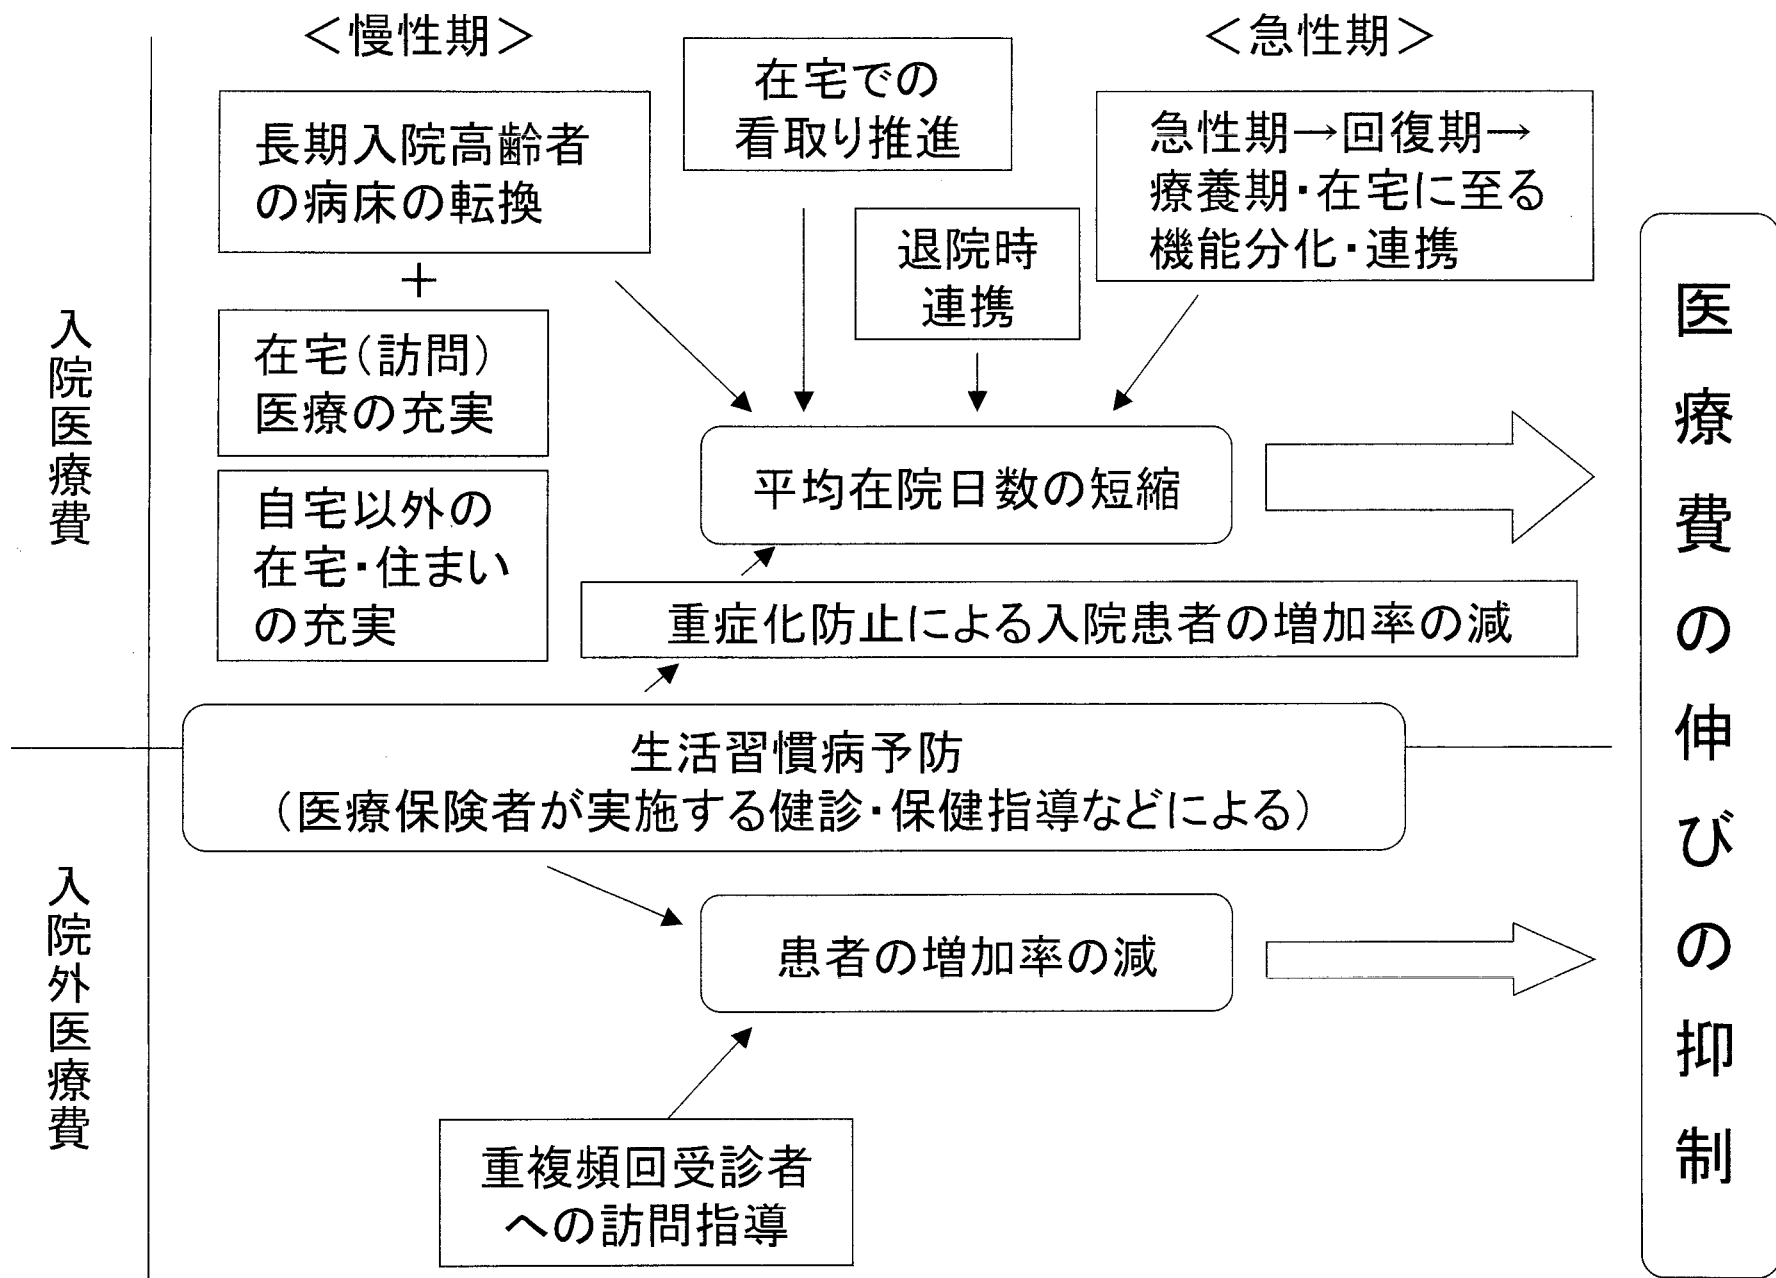 ＜慢性期＞
＜急性期＞
在宅での
看取り推進
長期入院高齢者
の病床の転換
急性期→回復期→
療養期・在宅に至る
機能分化・連携
退院時
連携
＋
在宅（訪問）
医療の充実
自宅以外の
在宅・住まい
の充実
入院医療費
平均在院日数の短縮
重症化防止による入院患者の増加率の減
生活習慣病予防
（医療保険者が実施する健診・保健指導などによる）
入院外医療費
患者の増加率の減
重複頻回受診者
への訪問指導
医療費の伸びの抑制